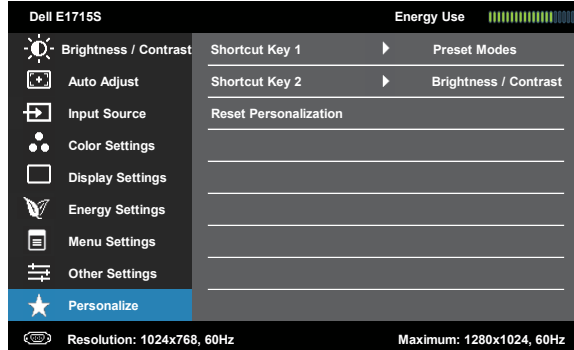 Dell E1715S Energy Use
Brightness / Contrast Shortcut Key 1 Preset Modes
Auto Adjust Shortcut Key 2 Brightness / Contrast
Input Source Reset Personalization
Color Settings
Display Settings
Energy Settings
Menu Settings
Other Settings
Personalize
Resolution: 1024x768, 60Hz Maximum: 1280x1024, 60Hz